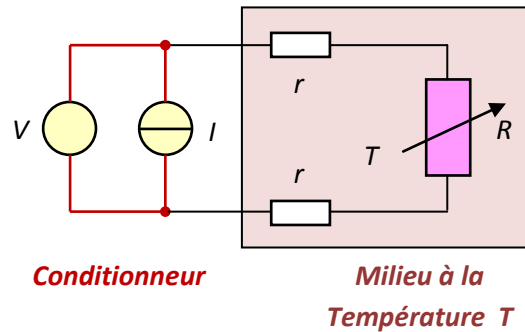 r
V
I
T
R
r
Conditionneur
Milieu à la
Température T